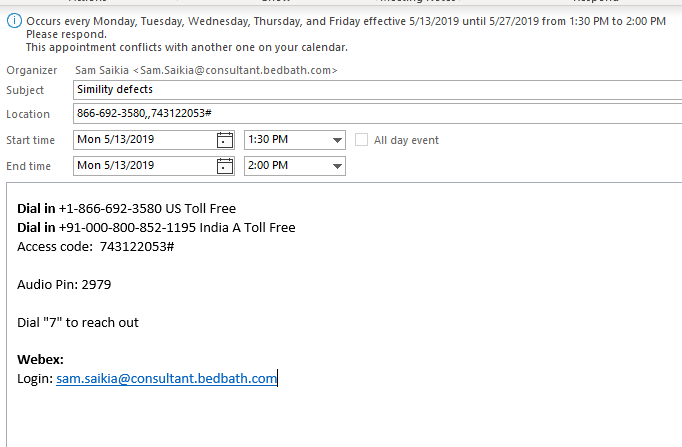 Occurs every Monday, Tuesday, Wednesday, Thursday, and Friday effective 5/13/2019 until 5/27/2019 from 1:30 PM to 2:00 PM
Please respond.
This appointment conflicts with another one on your calendar.
Organizer Sam Saikia <Sam.Saikia@consultant.bedbath.com>
Subject Simility defects
Location 866-692-3580,,743122053#
Start time Mon 5/13/2019 1:30 PM All day event
End time Mon 5/13/2019 2:00 PM
Dial in +1-866-692-3580 US Toll Free
Dial in +91-000-800-852-1195 India A Toll Free
Access code: 743122053#
Audio Pin: 2979
Dial "7" to reach out
Webex:
Login: sam.saikia@consultant.bedbath.com